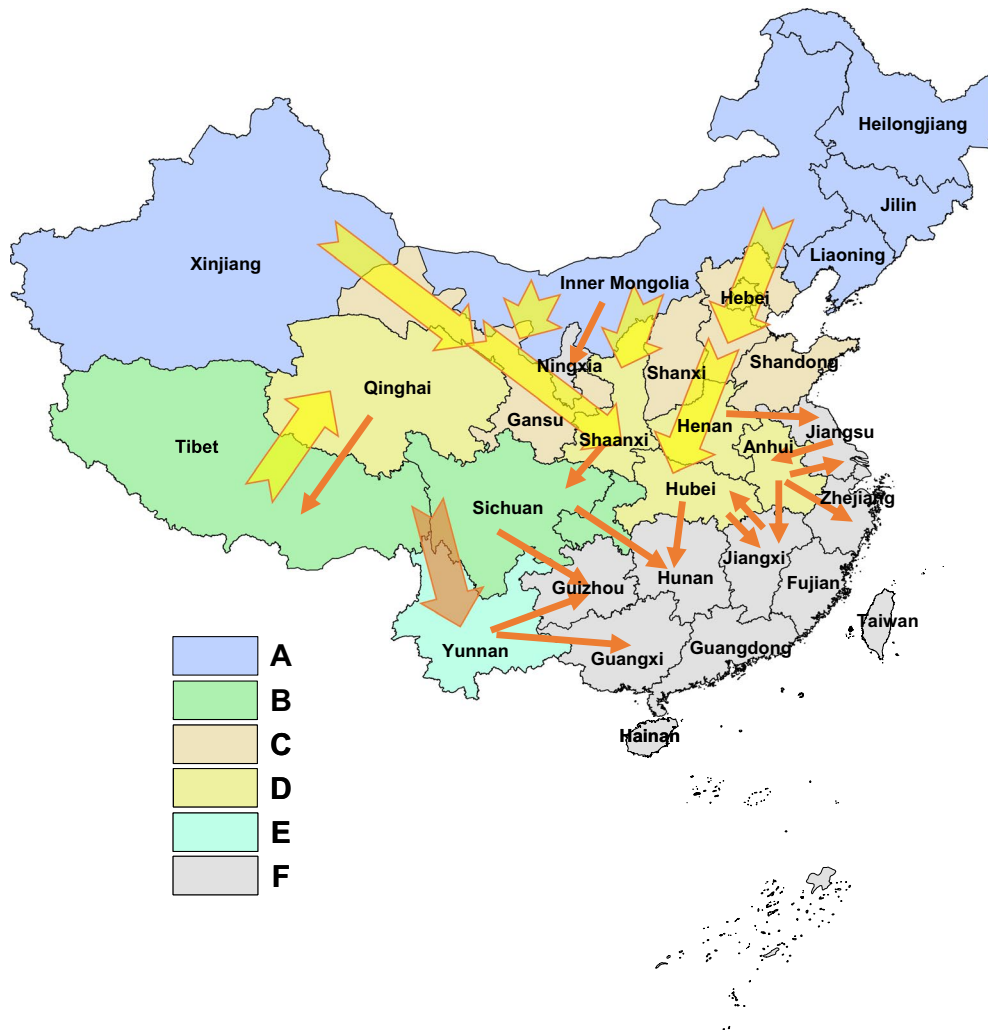 Heilongjiang
Jilin
Liaoning
Xinjiang
Inner Mongolia
Hebei
Ningxia
Shanxi
Shandong
Qinghai
Gansu
Henan
Jiangsu
Tibet
Shaanxi
Anhui
Hubei
Zhejiang
Sichuan
Jiangxi
Guizhou
Hunan
Fujian
Taiwan
Yunnan
Guangxi
Guangdong
Hainan
A
B
C
D
E
F